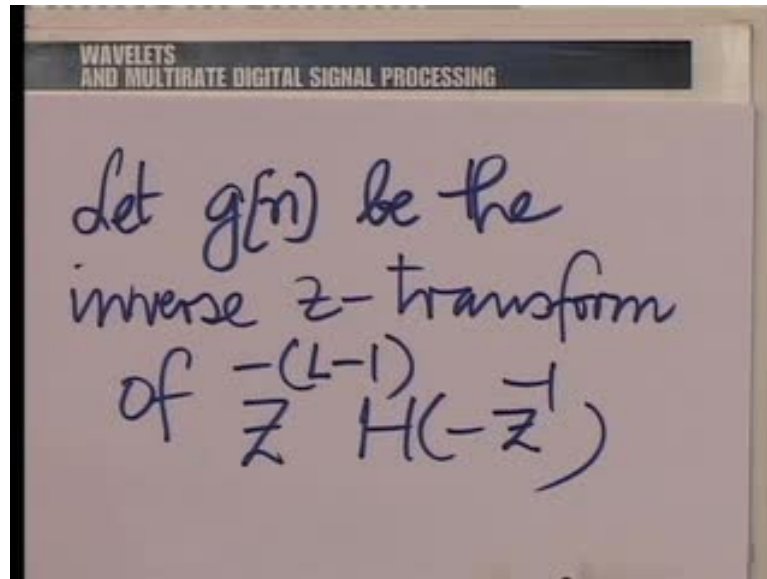 WAVELETS
AND MULTIRATE DIGITAL SIGNAL PROCESSING
Let g[n] be the
inverse z-transform
of z^{-(L-1)} H(-z^{-1})